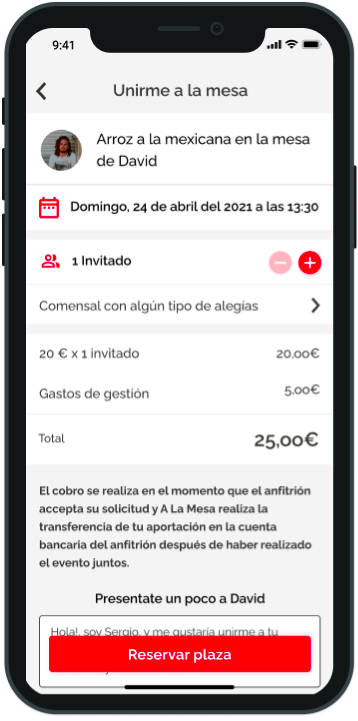 9:41
Unirme a la mesa
Arroz a la mexicana en la mesa
de David
Domingo, 24 de abril del 2021 a las 13:30
1 Invitado
Comensal con algún tipo de alegías
20 € x 1 invitado 20,00€
Gastos de gestión 5,00€
Total 25,00€
El cobro se realiza en el momento que el anfitrión
acepta su solicitud y A La Mesa realiza la
transferencia de tu aportación en la cuenta
bancaria del anfitrión después de haber realizado
el evento juntos.
Presentate un poco a David
Hola!, soy Sergio, y me gustaría unirme a tu
Reservar plaza